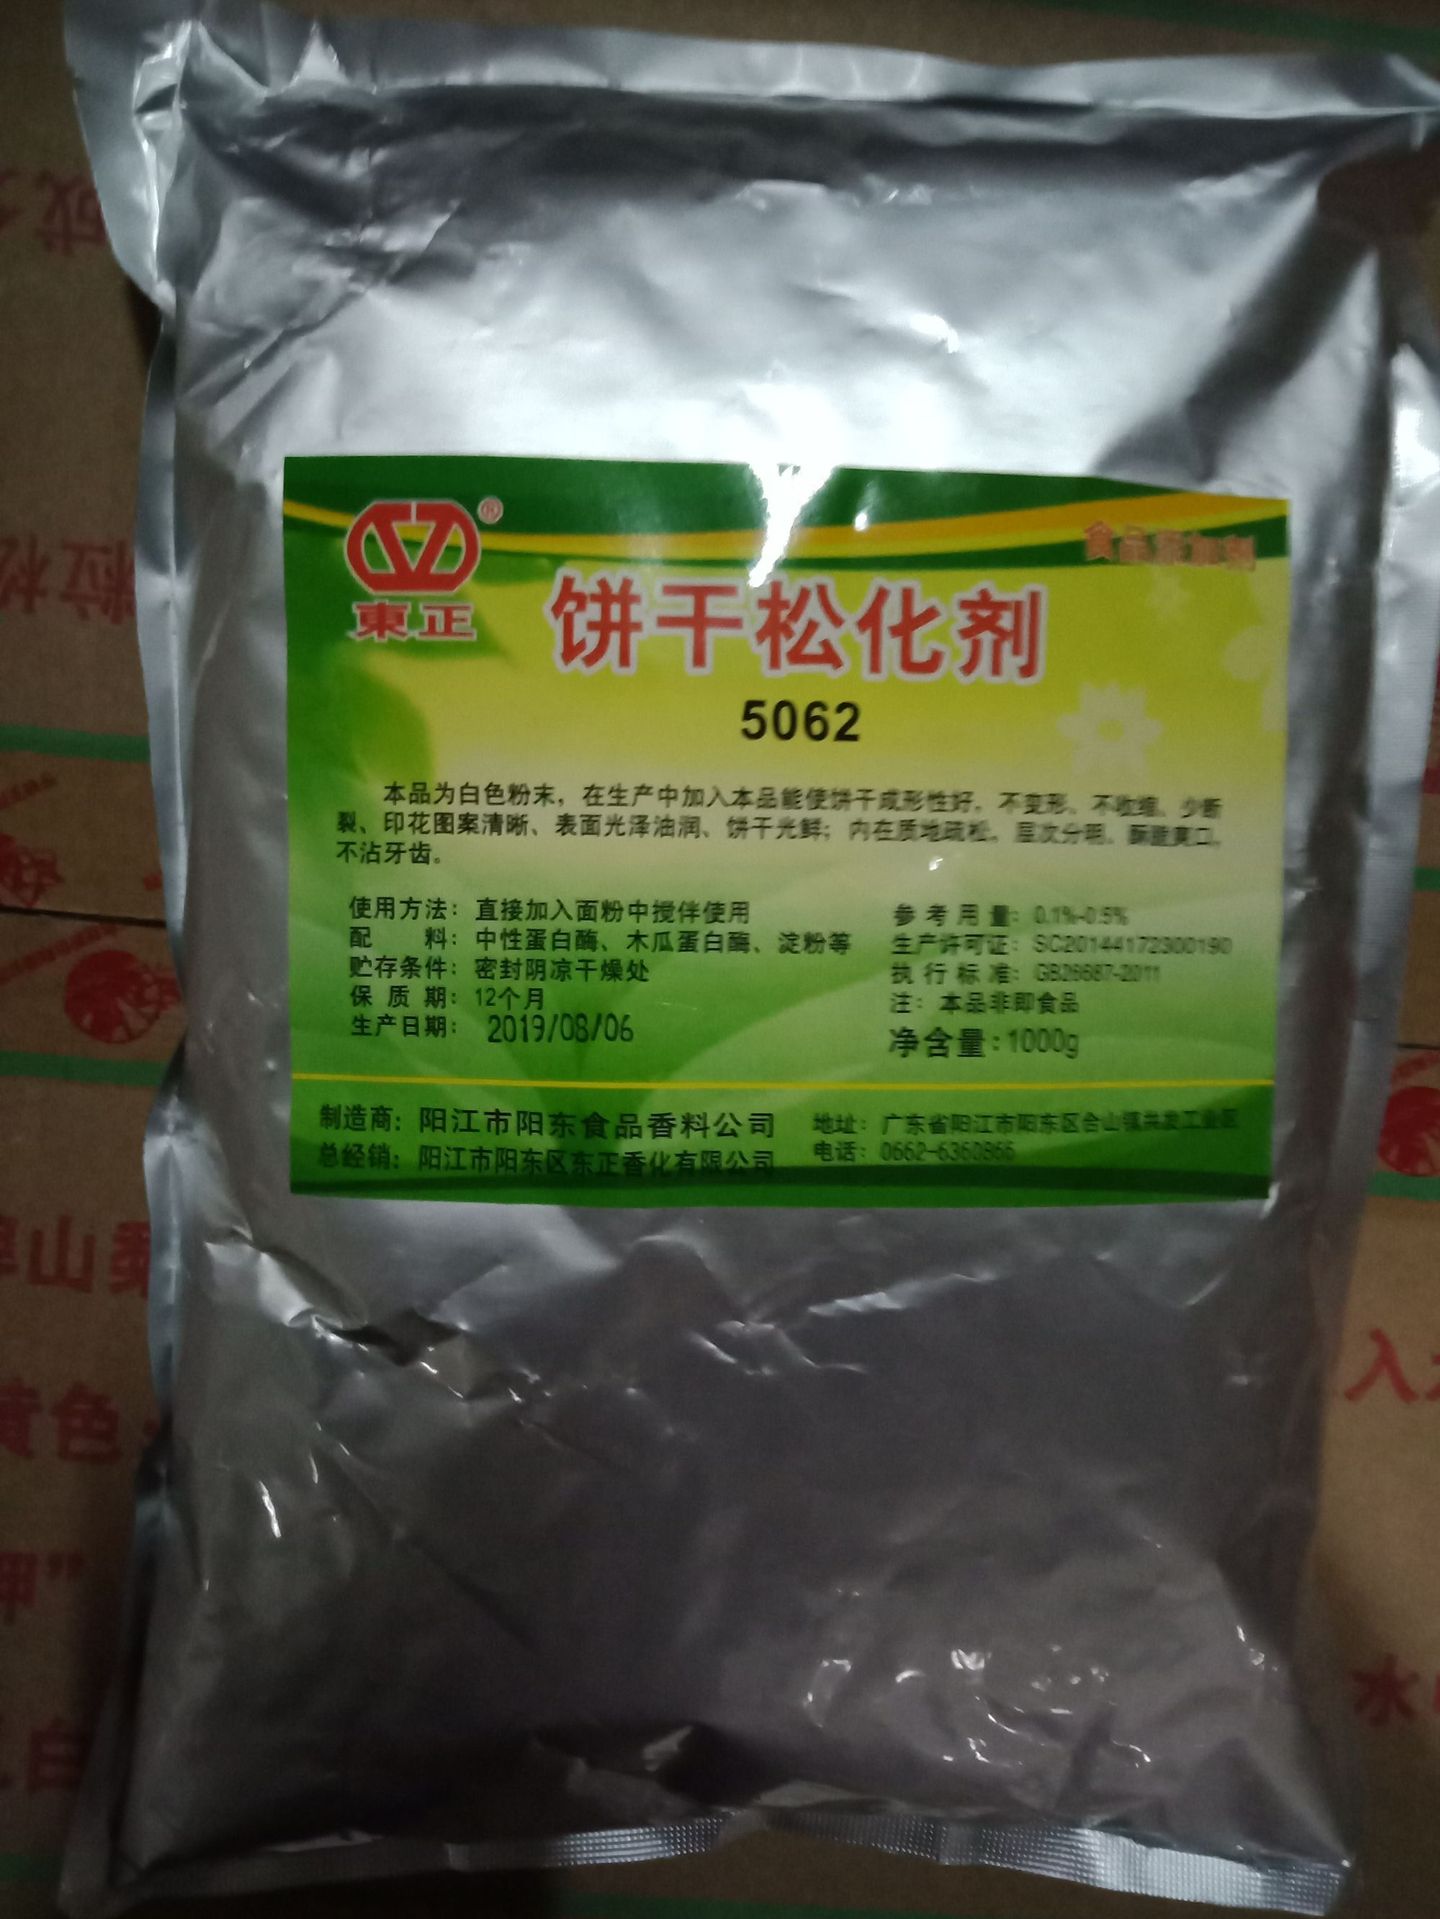 東正
®
食品添加剂
饼干松化剂
5062
本品为白色粉末，在生产中加入本品能使饼干成形性好、不变形、不收缩、少断
裂、印花图案清晰、表面光泽油润、饼干光鲜；内在质地疏松、层次分明、酥脆爽口、
不沾牙齿。
使用方法：直接加入面粉中搅伴使用
配料：中性蛋白酶、木瓜蛋白酶、淀粉等
贮存条件：密封阴凉干燥处
保质期：12个月
生产日期：2019/08/06
参考用量：0.1%-0.5%
生产许可证：SC20144172300190
执行标准：GB26687-2011
注：本品非即食品
净含量：1000g
制造商：阳江市阳东食品香料公司
总经销：阳江市阳东区东正香化有限公司
地址：广东省阳江市阳东区合山镇共发工业区
电话：0662-6360866
山
黄色
白
入
水